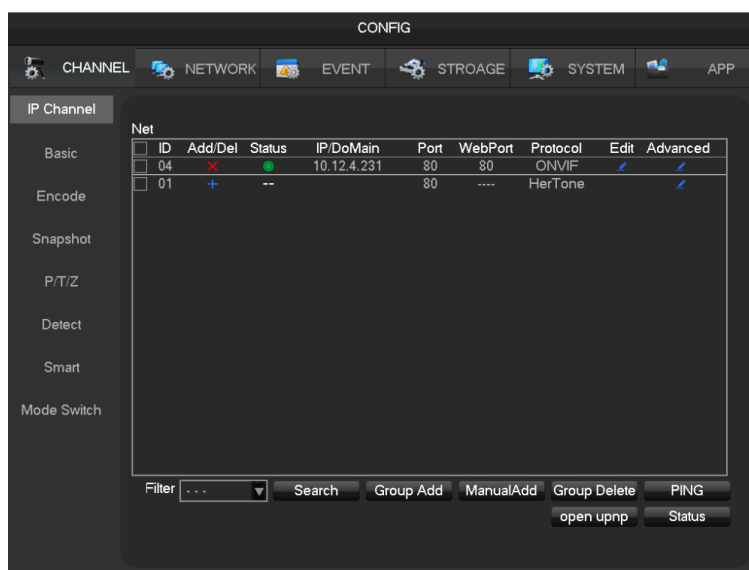 CONFIG
CHANNEL NETWORK EVENT STROAGE SYSTEM APP
IP Channel
Basic
Encode
Snapshot
P/T/Z
Detect
Smart
Mode Switch
Net
ID Add/Del Status IP/DoMain Port WebPort Protocol Edit Advanced
04 10.12.4.231 80 80 ONVIF
01 -- 80 ---- HerTone
Filter - - - Search Group Add ManualAdd Group Delete PING
open upnp Status